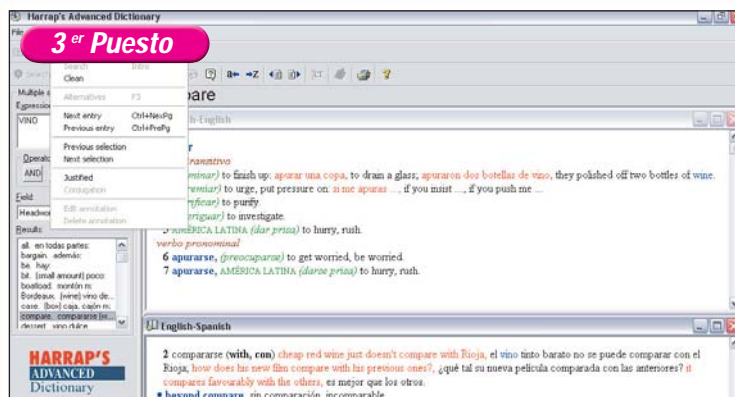 Harrap's Advanced Dictionary
3 er Puesto
Search Intro
Clean
Alternatives F3
Next entry Ctrl+NexPg
Previous entry Ctrl+PrePg
Previous selection
Next selection
Justified
Conjugation
Edit annotation
Delete annotation
Multiple
Expression
VINO
AND
Field
Results:
all. en todas partes:
bargain. además:
be. hay:
bit. (small amount) poco:
boatload. montón m:
Bordeaux. (wine) vino de...
case. (box) caja, cajón m:
compare. compararse
dessert. vino dulce
HARRAP'S
ADVANCED
Dictionary
to finish up: apurar una copa, to drain a glass; apuraron dos botellas de vino, they polished off two bottles of wine.
to urge, put pressure on: si me apuras ..., if you insist ..., if you push me ...
to purify.
to investigate.
AMÉRICA LATINA (dar prisa) to hurry, rush.
verbo pronominal
6 apurarse, (preocuparse) to get worried, be worried.
7 apurarse, AMÉRICA LATINA (darse prisa) to hurry, rush.
English-Spanish
2 compararse (with, con) cheap red wine just doesn't compare with Rioja, el vino tinto barato no se puede comparar con el
Rioja; how does his new film compare with his previous ones?, ¿qué tal su nueva película comparada con las anteriores? it
compares favourably with the others, es mejor que los otros.
• beyond compare, sin comparación, incomparable